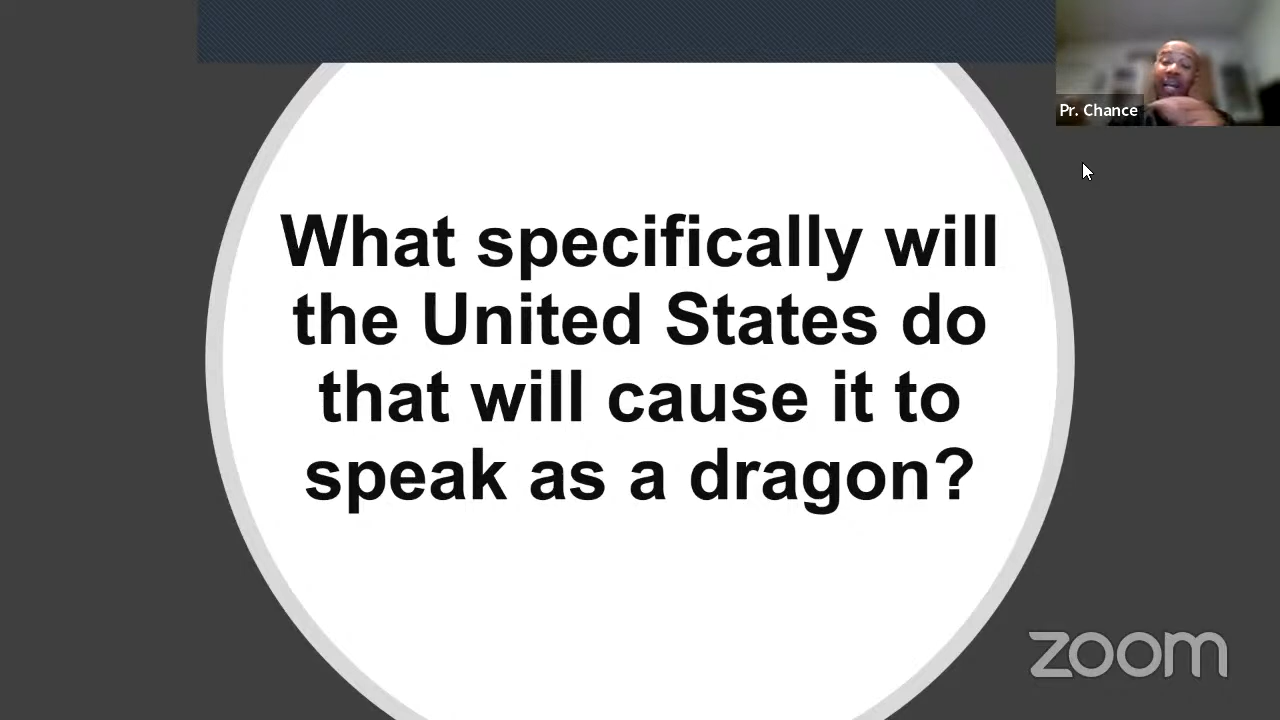 What specifically will
the United States do
that will cause it to
speak as a dragon?
Pr. Chance
zoom